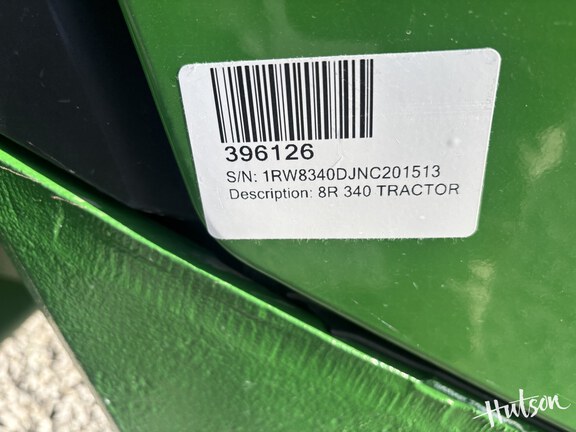 396126
S/N: 1RW8340DJNC201513
Description: 8R 340 TRACTOR
Hutson